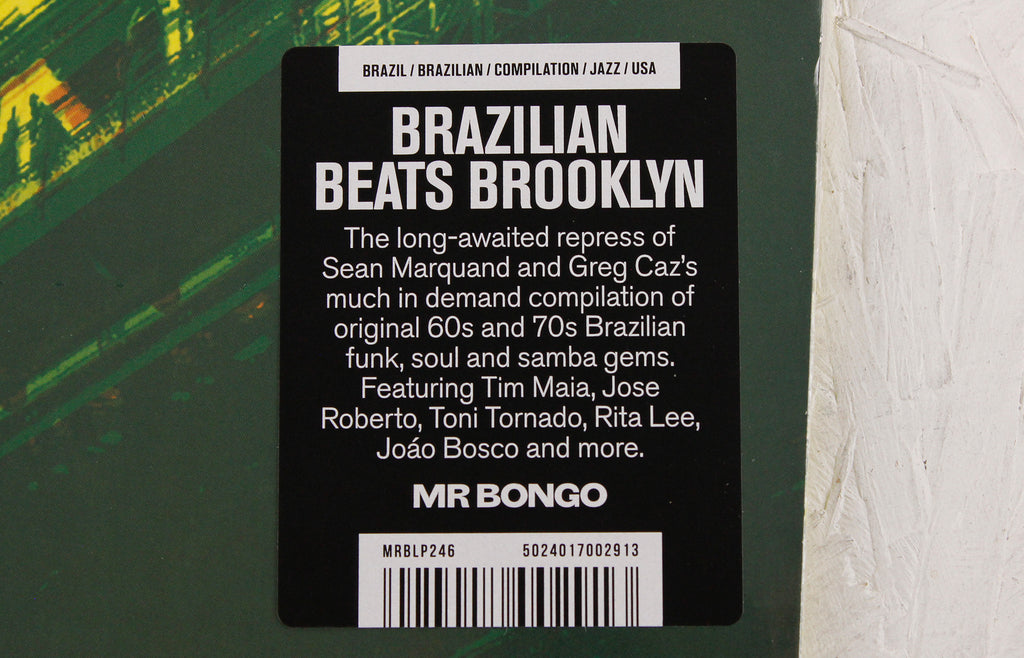 BRAZIL / BRAZILIAN / COMPILATION / JAZZ / USA
BRAZILIAN
BEATS BROOKLYN
The long-awaited repress of
Sean Marquand and Greg Caz's
much in demand compilation of
original 60s and 70s Brazilian
funk, soul and samba gems.
Featuring Tim Maia, Jose
Roberto, Toni Tornado, Rita Lee,
Joáo Bosco and more.
MR BONGO
MRBLP246 5024017002913